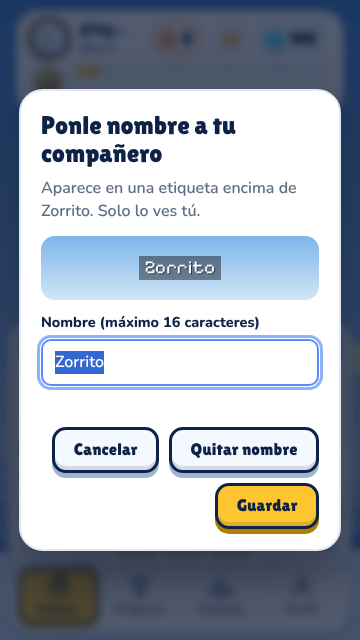 Ponle nombre a tu
compañero
Aparece en una etiqueta encima de
Zorrito. Solo lo ves tú.
Zorrito
Nombre (máximo 16 caracteres)
Zorrito
Cancelar
Quitar nombre
Guardar